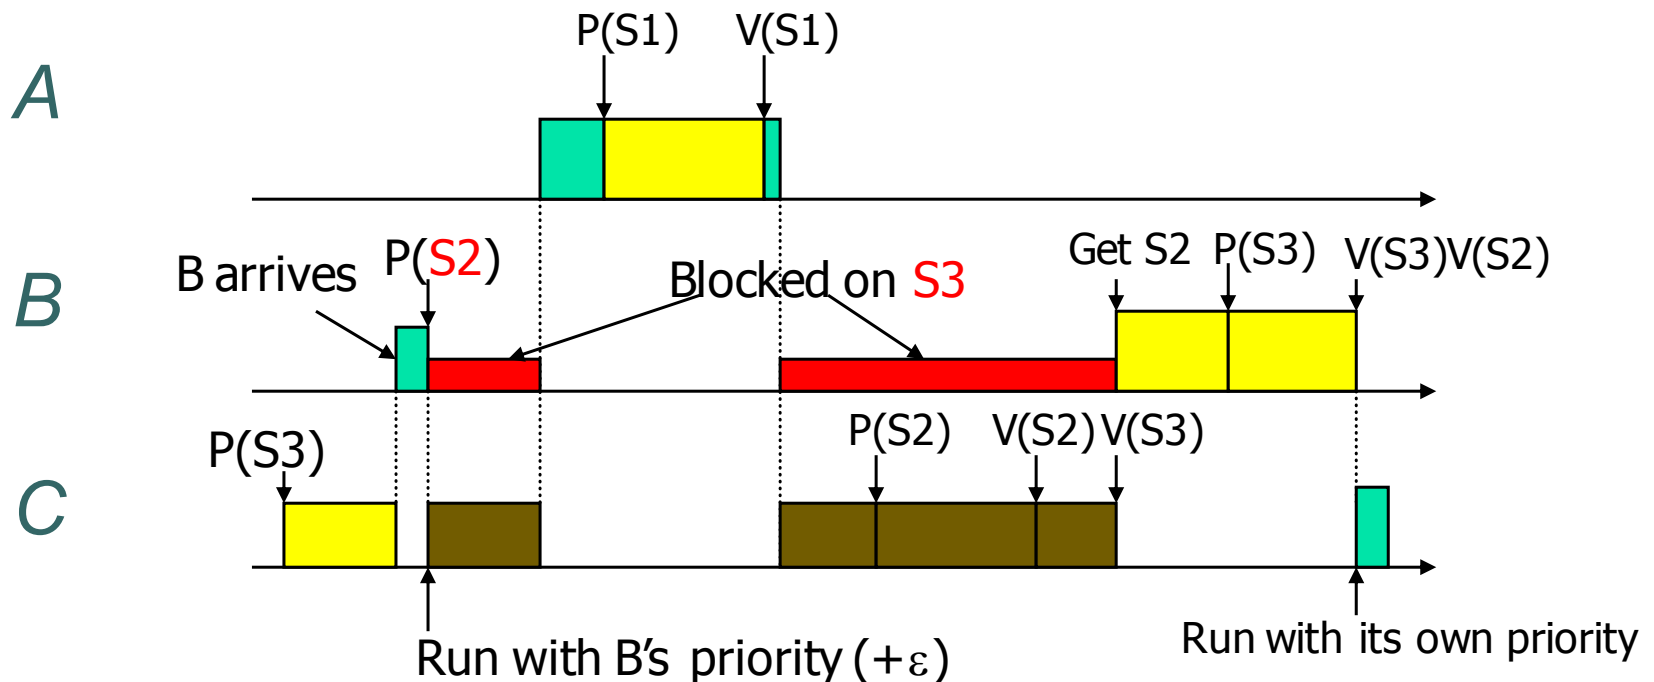 P(S1) V(S1)
A
B arrives P(S2) Blocked on S3 Get S2 P(S3) V(S3)V(S2)
B
P(S3) P(S2) V(S2) V(S3)
C
Run with B's priority (+ε) Run with its own priority